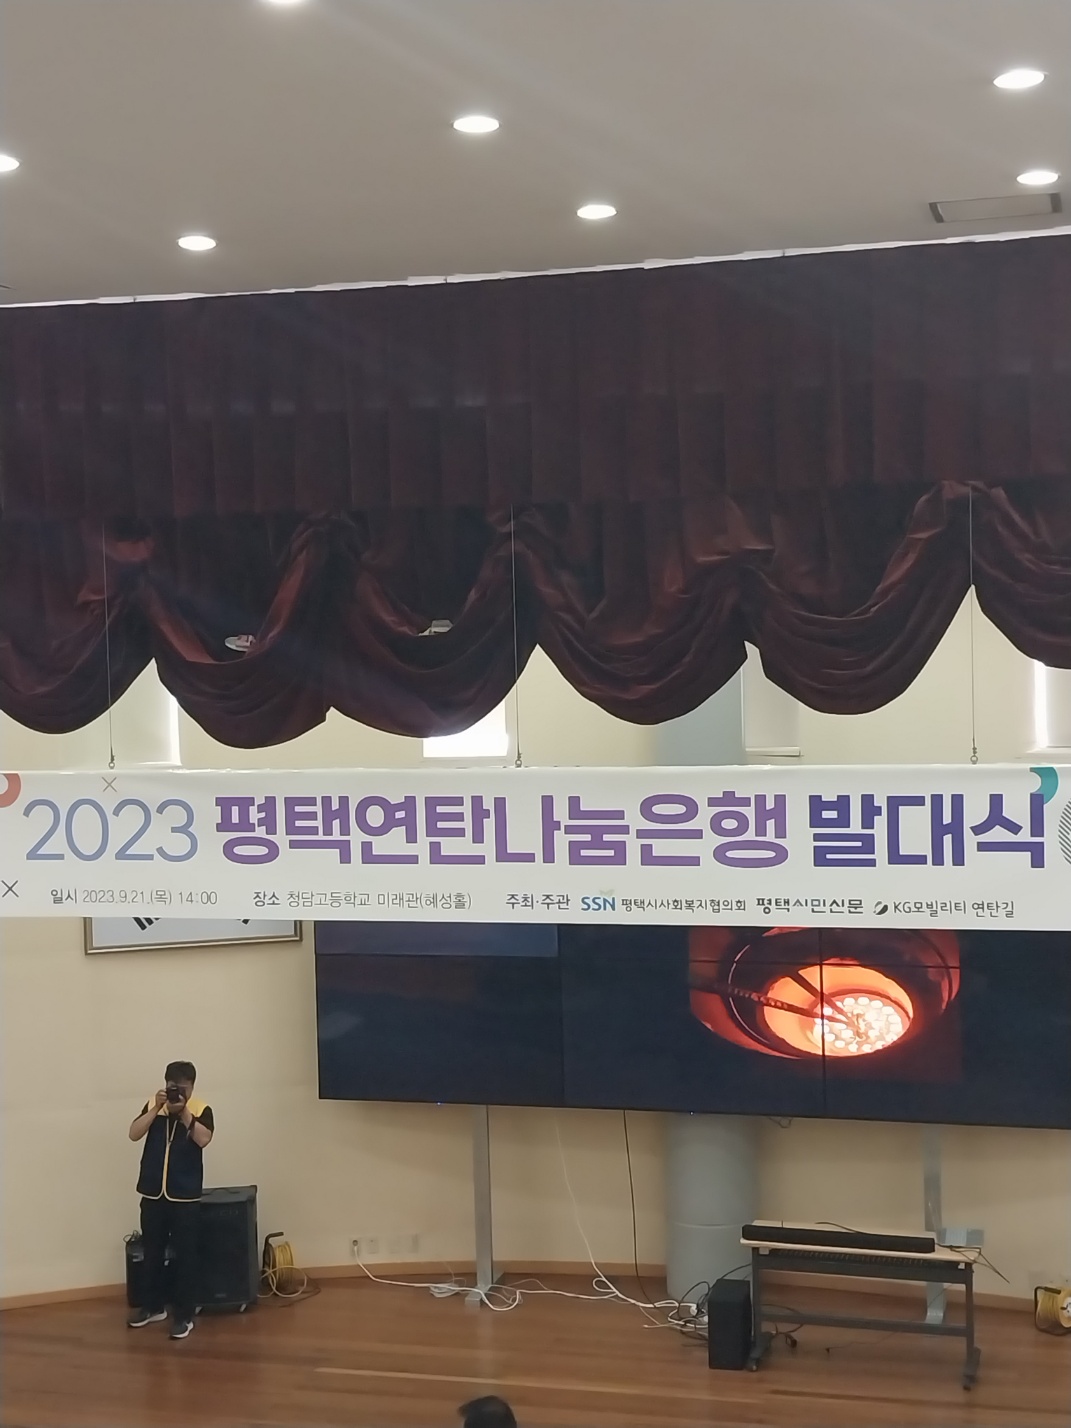 2023 평택연탄나눔은행 발대식
일시 2023.9.21.(목) 14:00 장소 청담고등학교 미래관(혜성홀) 주최·주관 SSN 평택시사회복지협의회 평택시민신문 KG모빌리티 연탄길